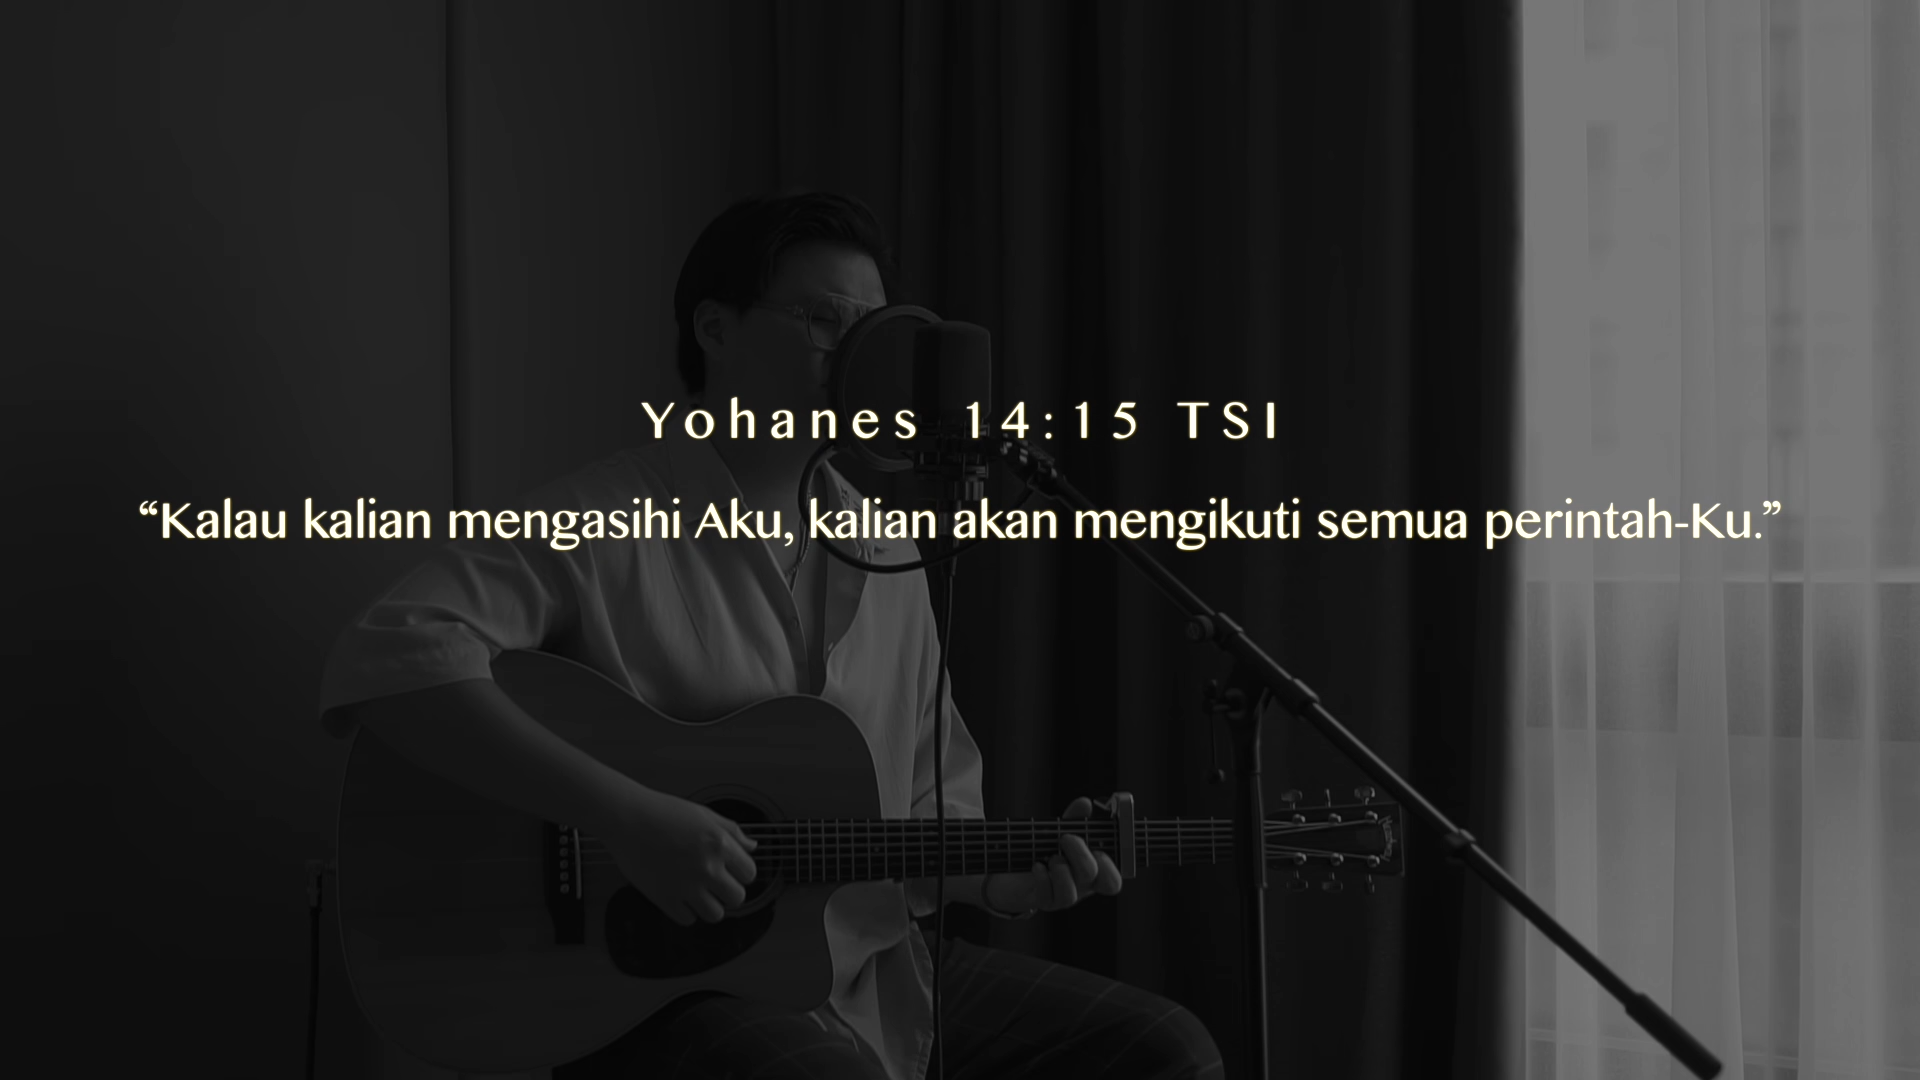 Yohanes 14:15 TSI
“Kalau kalian mengasihi Aku, kalian akan mengikuti semua perintah-Ku.”